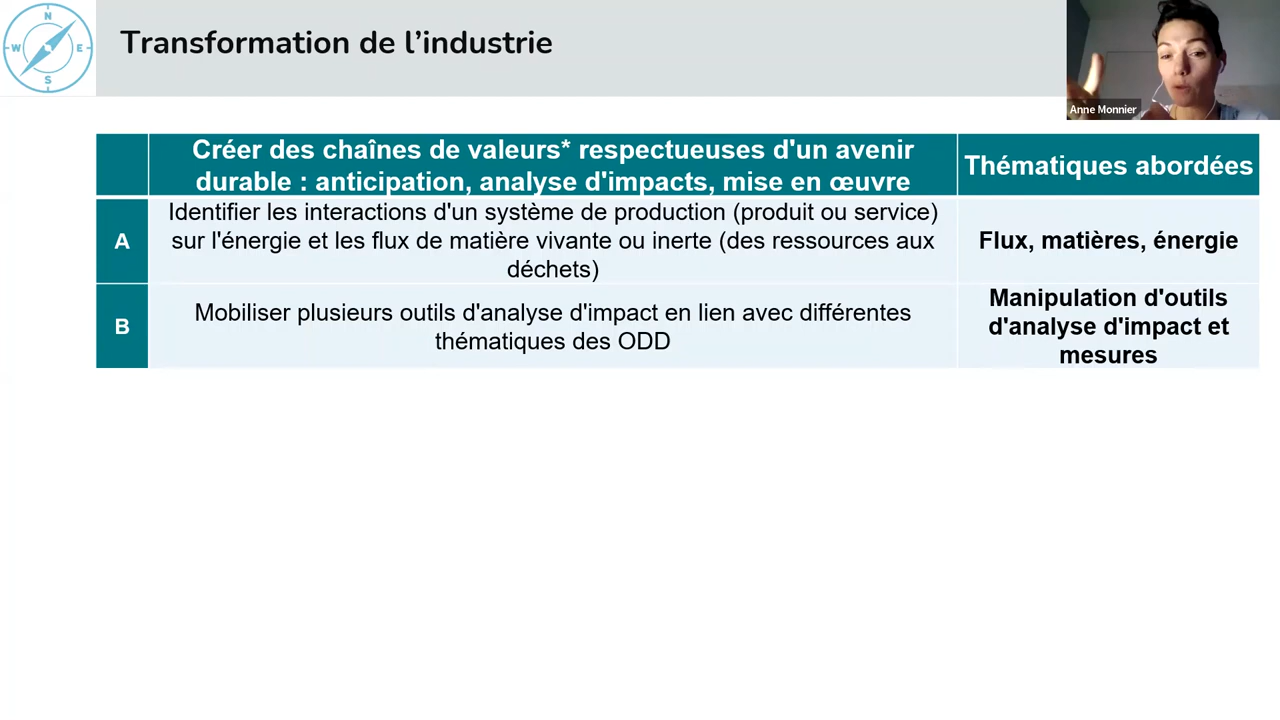 N
W
E
S
Transformation de l'industrie
Anne Monnier
Créer des chaînes de valeurs* respectueuses d'un avenir
durable : anticipation, analyse d'impacts, mise en œuvre
Thématiques abordées
A
Identifier les interactions d'un système de production (produit ou service)
sur l'énergie et les flux de matière vivante ou inerte (des ressources aux
déchets)
Flux, matières, énergie
B
Mobiliser plusieurs outils d'analyse d'impact en lien avec différentes
thématiques des ODD
Manipulation d'outils
d'analyse d'impact et
mesures